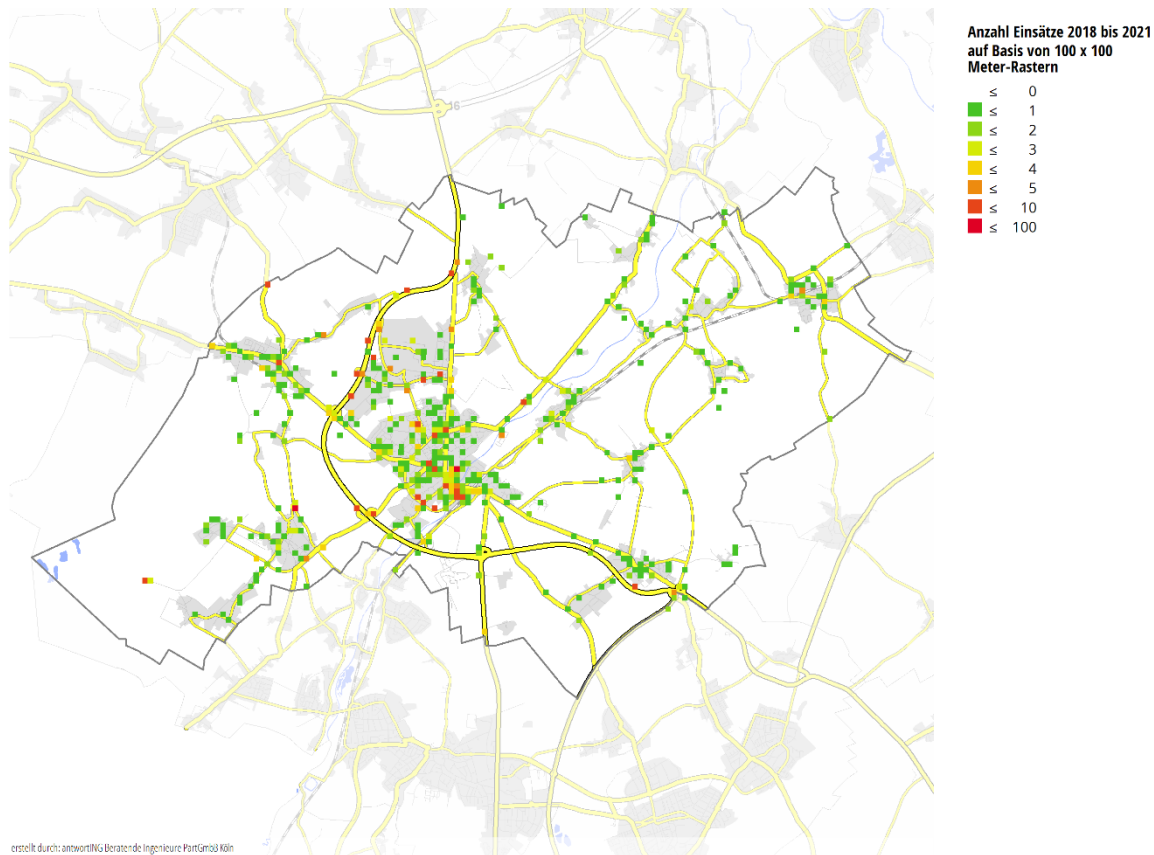 Anzahl Einsätze 2018 bis 2021
auf Basis von 100 x 100
Meter-Rastern
≤ 0
≤ 1
≤ 2
≤ 3
≤ 4
≤ 5
≤ 10
≤ 100
16
erstellt durch: antwortING Beratende Ingenieure PartGmbB Köln